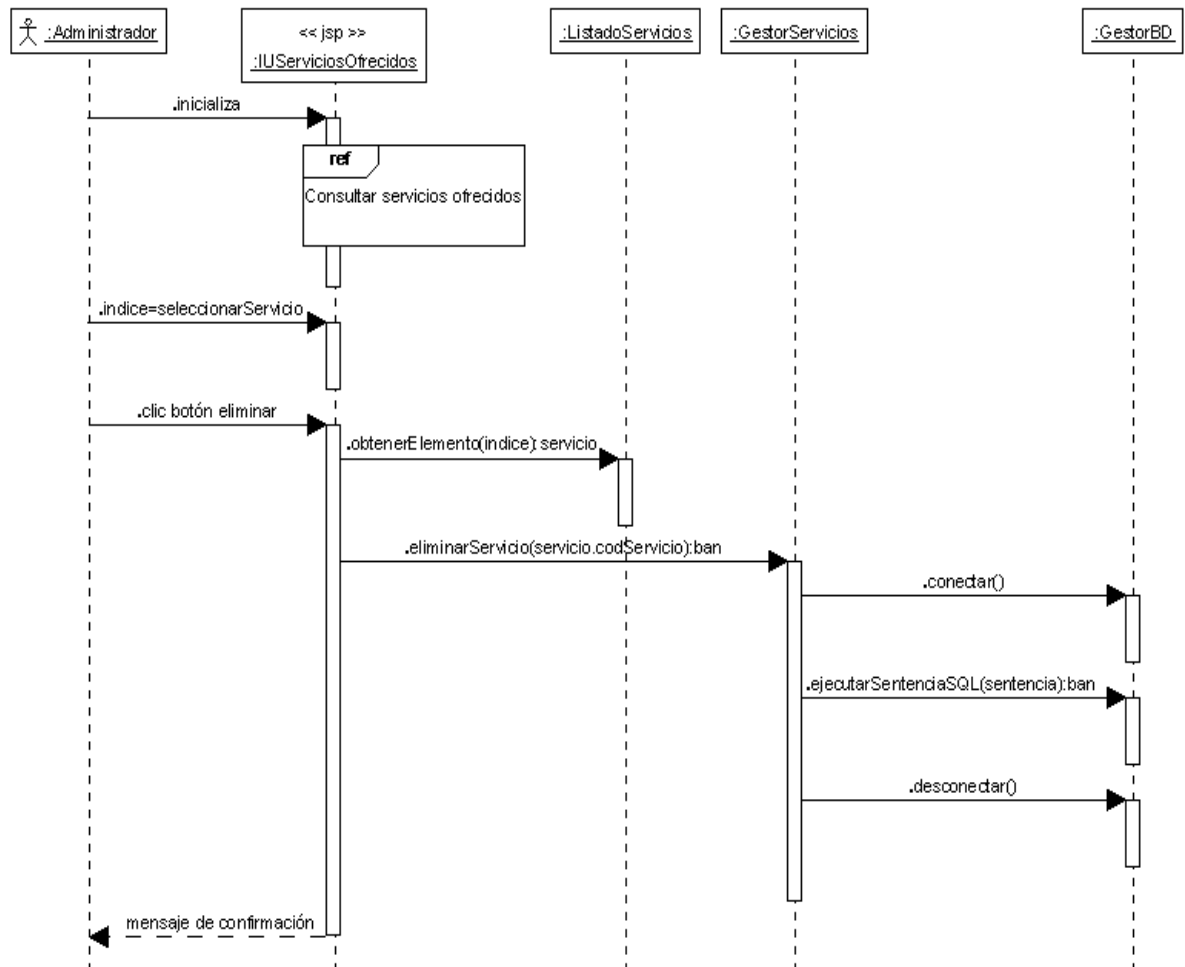 :Administrador
<< jsp >>
:IUServiciosOfrecidos
:ListadoServicios
:GestorServicios
:GestorBD
.inicializa
ref
Consultar servicios ofrecidos
.indice=seleccionarServicio
.clic botón eliminar
.obtenerElemento(indice): servicio
.eliminarServicio(servicio.codServicio):ban
.conectar()
.ejecutarSentenciaSQL(sentencia):ban
.desconectar()
mensaje de confirmación